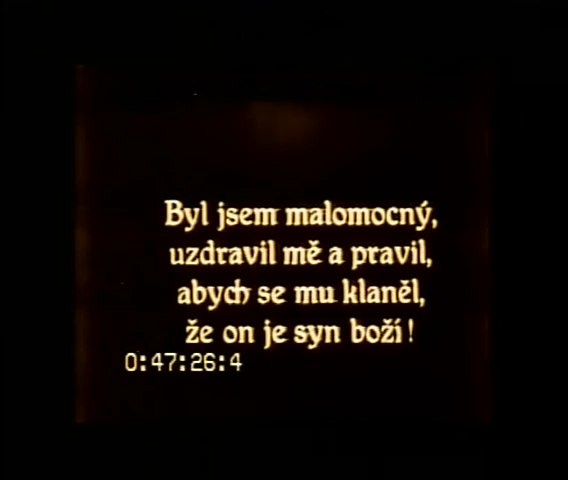 Byl jsem malomocný,
uzdravil mě a pravil,
abych se mu klaněl,
že on je syn boží!
0:47:26:4